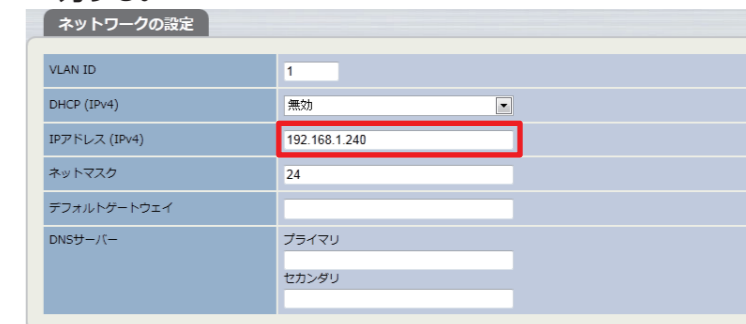 ネットワークの設定
VLAN ID 1
DHCP (IPv4) 無効
IPアドレス (IPv4) 192.168.1.240
ネットマスク 24
デフォルトゲートウェイ
DNSサーバー プライマリ
セカンダリ